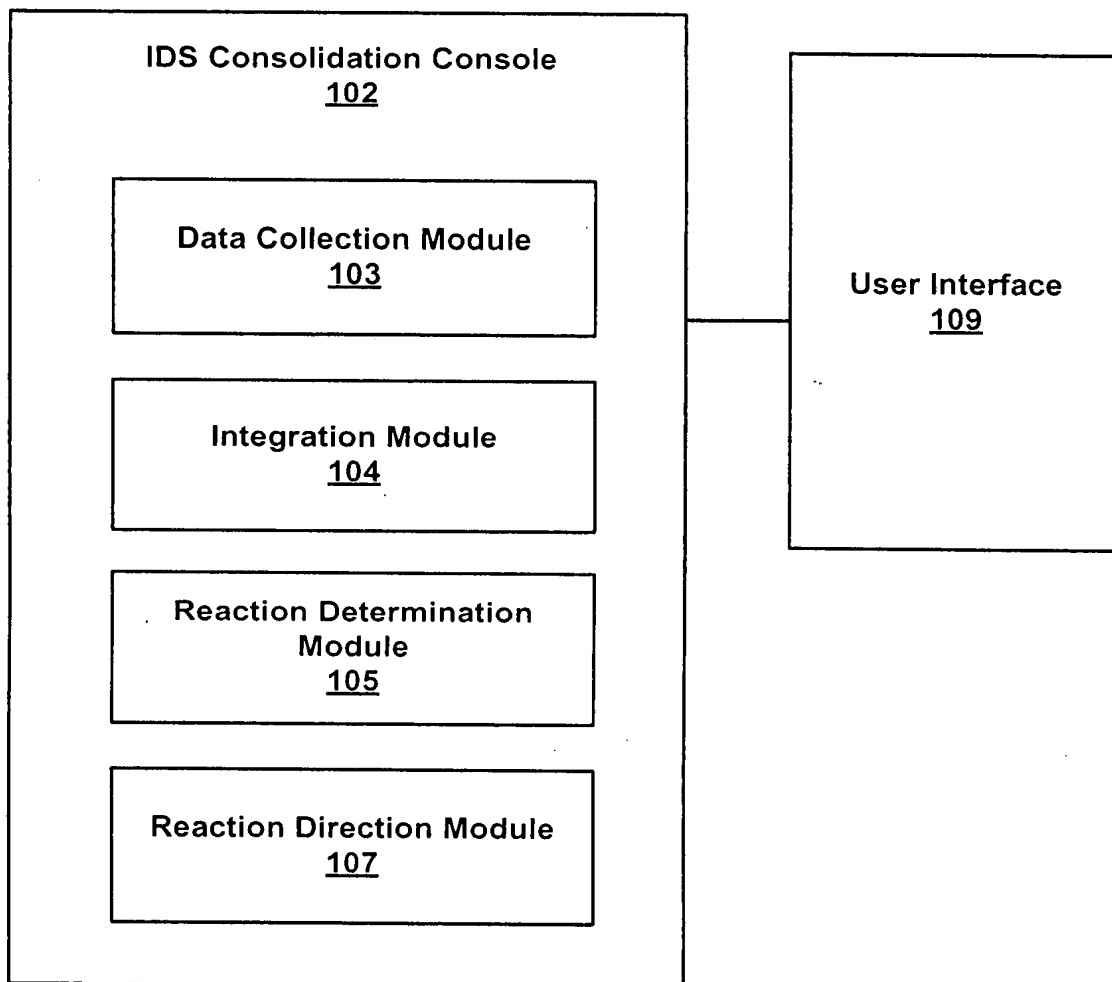 IDS Consolidation Console
102
Data Collection Module
103
Integration Module
104
Reaction Determination
Module
105
Reaction Direction Module
107
User Interface
109